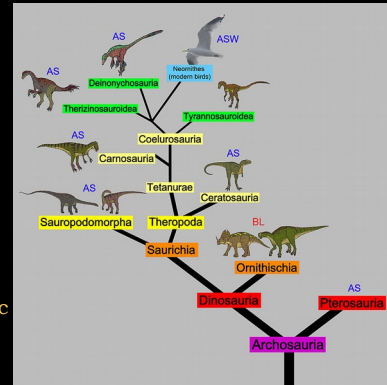 AS
ASW
Neornithes
(modern birds)
AS
Deinonychosauria
Therizinosauroidea
Tyrannosauroidea
AS
Coelurosauria
AS
Carnosauria
AS
Tetanurae
Ceratosauria
Sauropodomorpha
Theropoda
BL
Saurichia
Ornithischia
AS
Dinosauria
Pterosauria
C
Archosauria